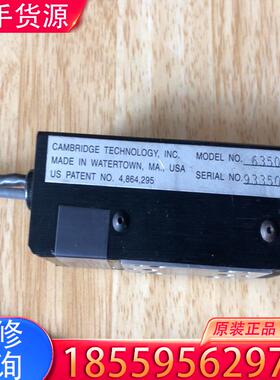 手货源
CAMBRIDGE TECHNOLOGY, INC. MODEL NO. 6350
MADE IN WATERTOWN, MA., USA
US PATENT NO. 4,864,295 SERIAL NO. 93350
修 原装正品
询 1855956297